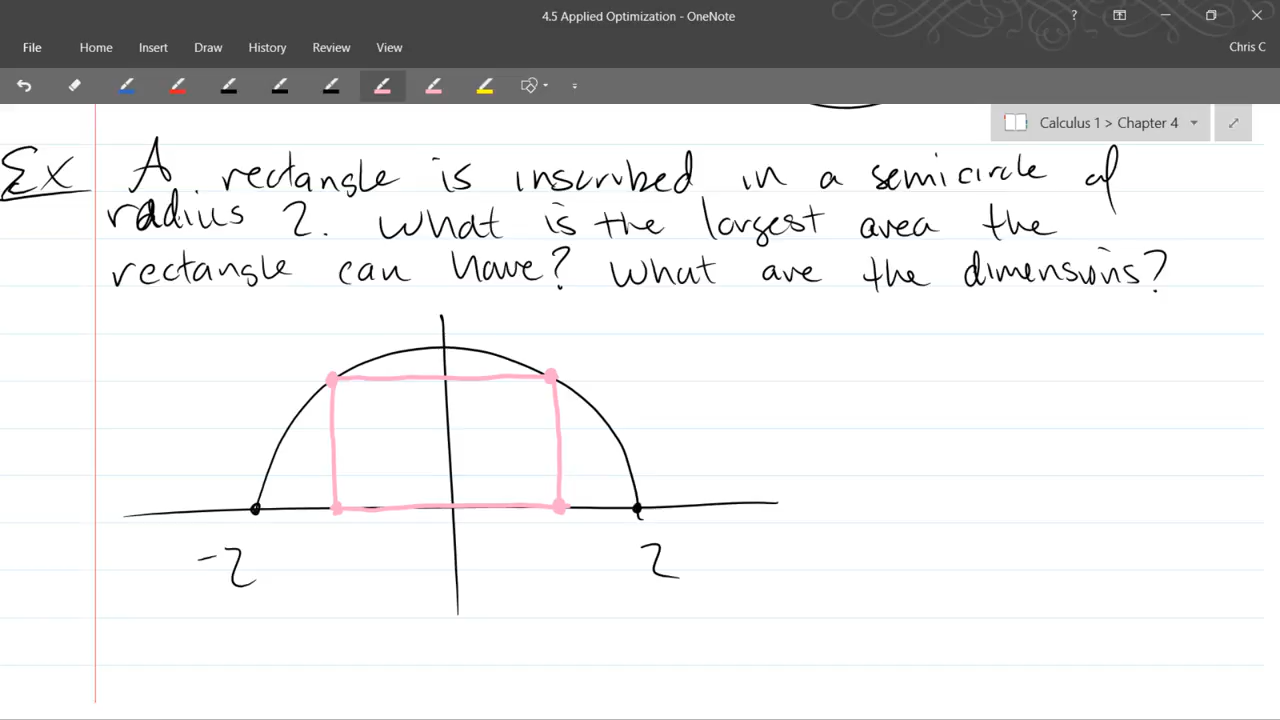 4.5 Applied Optimization - OneNote
?
File
Home
Insert
Draw
History
Review
View
Chris C
Calculus 1 > Chapter 4
Ex A rectangle is inscribed in a semicircle of
radius 2. What is the largest area the
rectangle can have? What are the dimensions?
-2
2